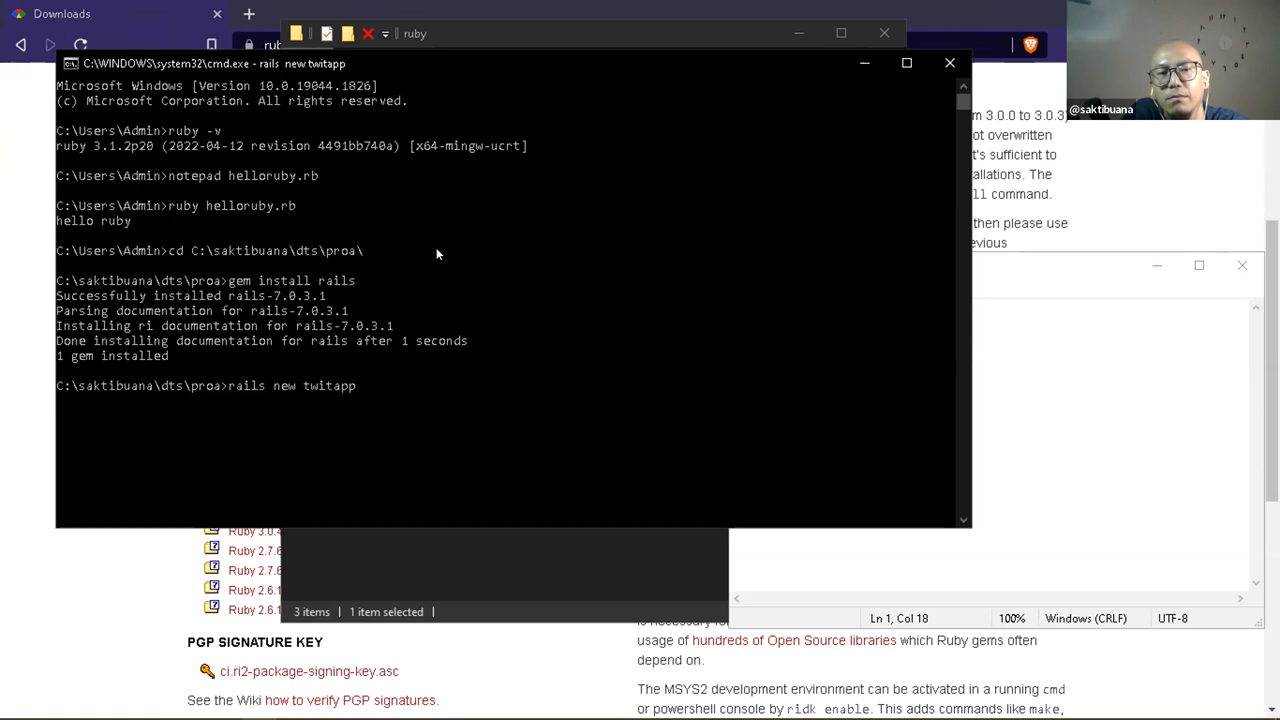 Downloads
ruby
rub
C:\WINDOWS\system32\cmd.exe - rails new twitapp
Microsoft Windows [Version 10.0.19044.1826]
(c) Microsoft Corporation. All rights reserved.
C:\Users\Admin>ruby -v
ruby 3.1.2p20 (2022-04-12 revision 4491bb740a) [x64-mingw-ucrt]
C:\Users\Admin>notepad helloruby.rb
C:\Users\Admin>ruby helloruby.rb
hello ruby
C:\Users\Admin>cd C:\saktibuana\dts\proa\
C:\saktibuana\dts\proa>gem install rails
Successfully installed rails-7.0.3.1
Parsing documentation for rails-7.0.3.1
Installing ri documentation for rails-7.0.3.1
Done installing documentation for rails after 1 seconds
1 gem installed
C:\saktibuana\dts\proa>rails new twitapp
@saktibuana
m 3.0.0 to 3.0.3)
ot overwritten
t's sufficient to
tallations. The
ll command.
then please use
evious
Ruby 3.0.4
Ruby 2.7.6
Ruby 2.7.6
Ruby 2.6.1
Ruby 2.6.1
3 items
1 item selected
Ln 1, Col 18
100%
Windows (CRLF)
UTF-8
PGP SIGNATURE KEY
ci.ri2-package-signing-key.asc
See the Wiki how to verify PGP signatures.
usage of hundreds of Open Source libraries which Ruby gems often
depend on.
The MSYS2 development environment can be activated in a running cmd
or powershell console by ridk enable. This adds commands like make,